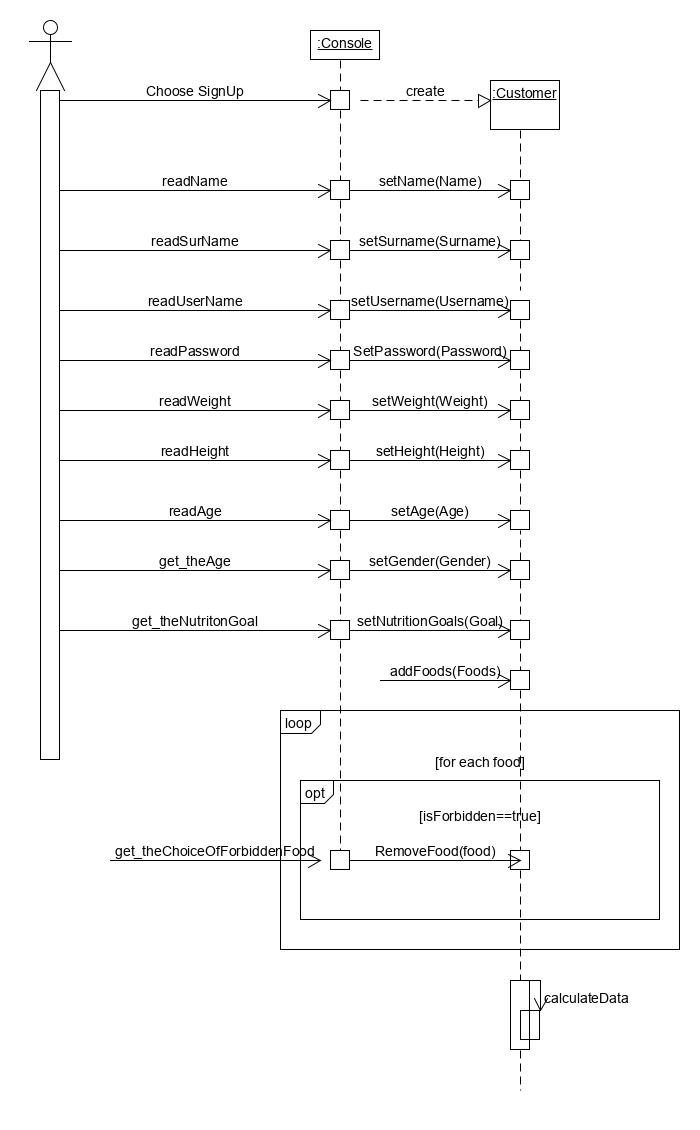 :Console
Choose SignUp
create
:Customer
readName
setName(Name)
readSurName
setSurname(Surname)
readUserName
setUsername(Username)
readPassword
SetPassword(Password)
readWeight
setWeight(Weight)
readHeight
setHeight(Height)
readAge
setAge(Age)
get_theAge
setGender(Gender)
get_theNutritonGoal
setNutritionGoals(Goal)
addFoods(Foods)
loop
[for each food]
opt
[isForbidden==true]
get_theChoiceOfForbiddenFood
RemoveFood(food)
calculateData